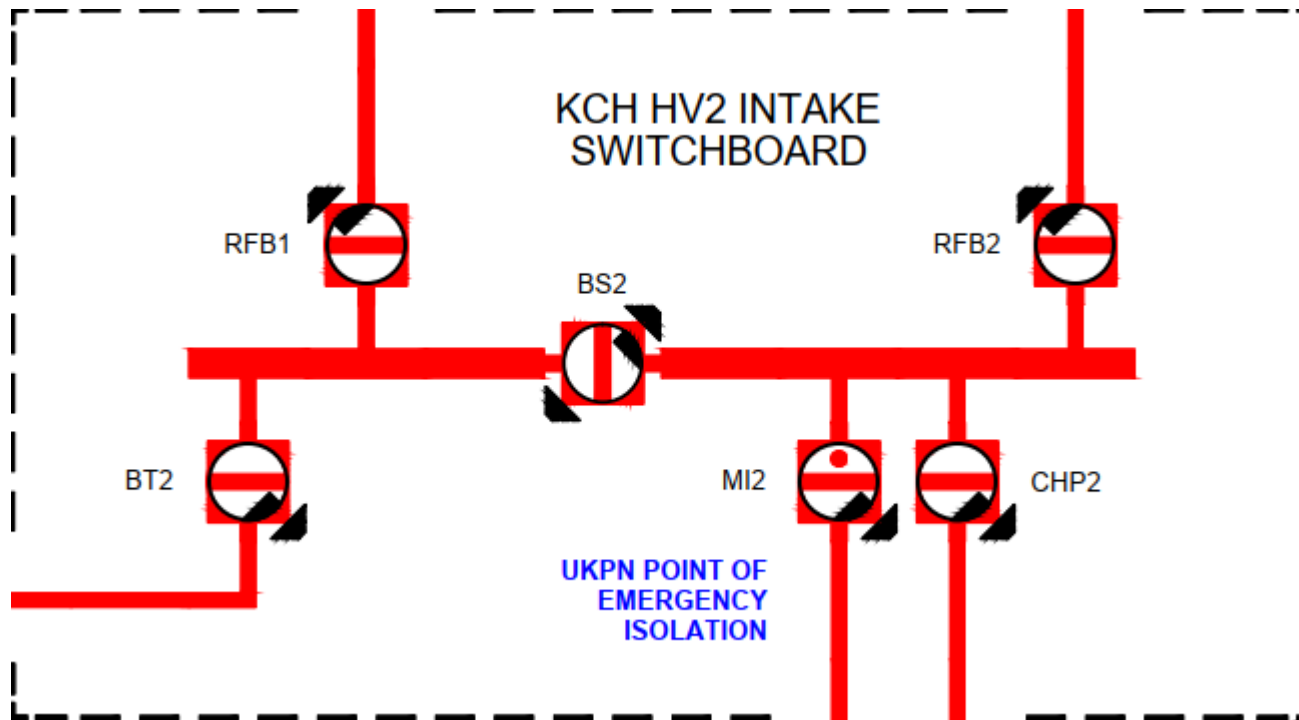 KCH HV2 INTAKE
SWITCHBOARD
RFB1
RFB2
BS2
BT2
MI2
CHP2
UKPN POINT OF
EMERGENCY
ISOLATION